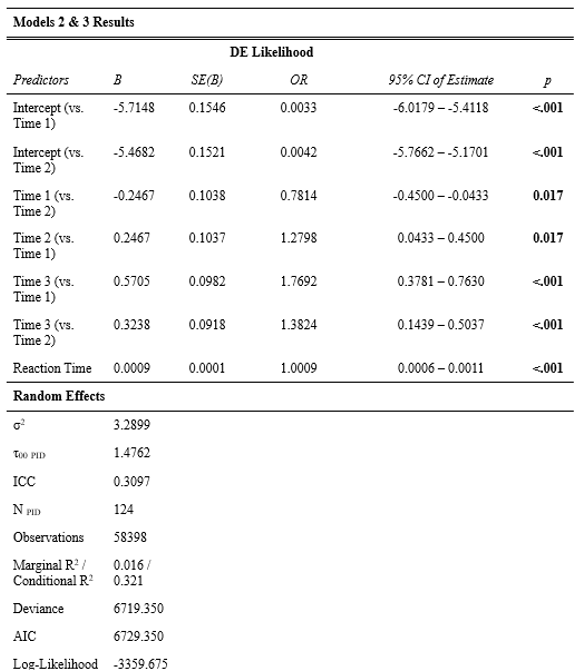 Models 2 & 3 Results
DE Likelihood
Predictors B SE(B) OR 95% CI of Estimate p
Intercept (vs. Time 1) -5.7148 0.1546 0.0033 -6.0179 – -5.4118 <.001
Intercept (vs. Time 2) -5.4682 0.1521 0.0042 -5.7662 – -5.1701 <.001
Time 1 (vs. Time 2) -0.2467 0.1038 0.7814 -0.4500 – -0.0433 0.017
Time 2 (vs. Time 1) 0.2467 0.1037 1.2798 0.0433 – 0.4500 0.017
Time 3 (vs. Time 1) 0.5705 0.0982 1.7692 0.3781 – 0.7630 <.001
Time 3 (vs. Time 2) 0.3238 0.0918 1.3824 0.1439 – 0.5037 <.001
Reaction Time 0.0009 0.0001 1.0009 0.0006 – 0.0011 <.001
Random Effects
σ² 3.2899
τ₀₀ PID 1.4762
ICC 0.3097
N PID 124
Observations 58398
Marginal R² / Conditional R² 0.016 / 0.321
Deviance 6719.350
AIC 6729.350
Log-Likelihood -3359.675